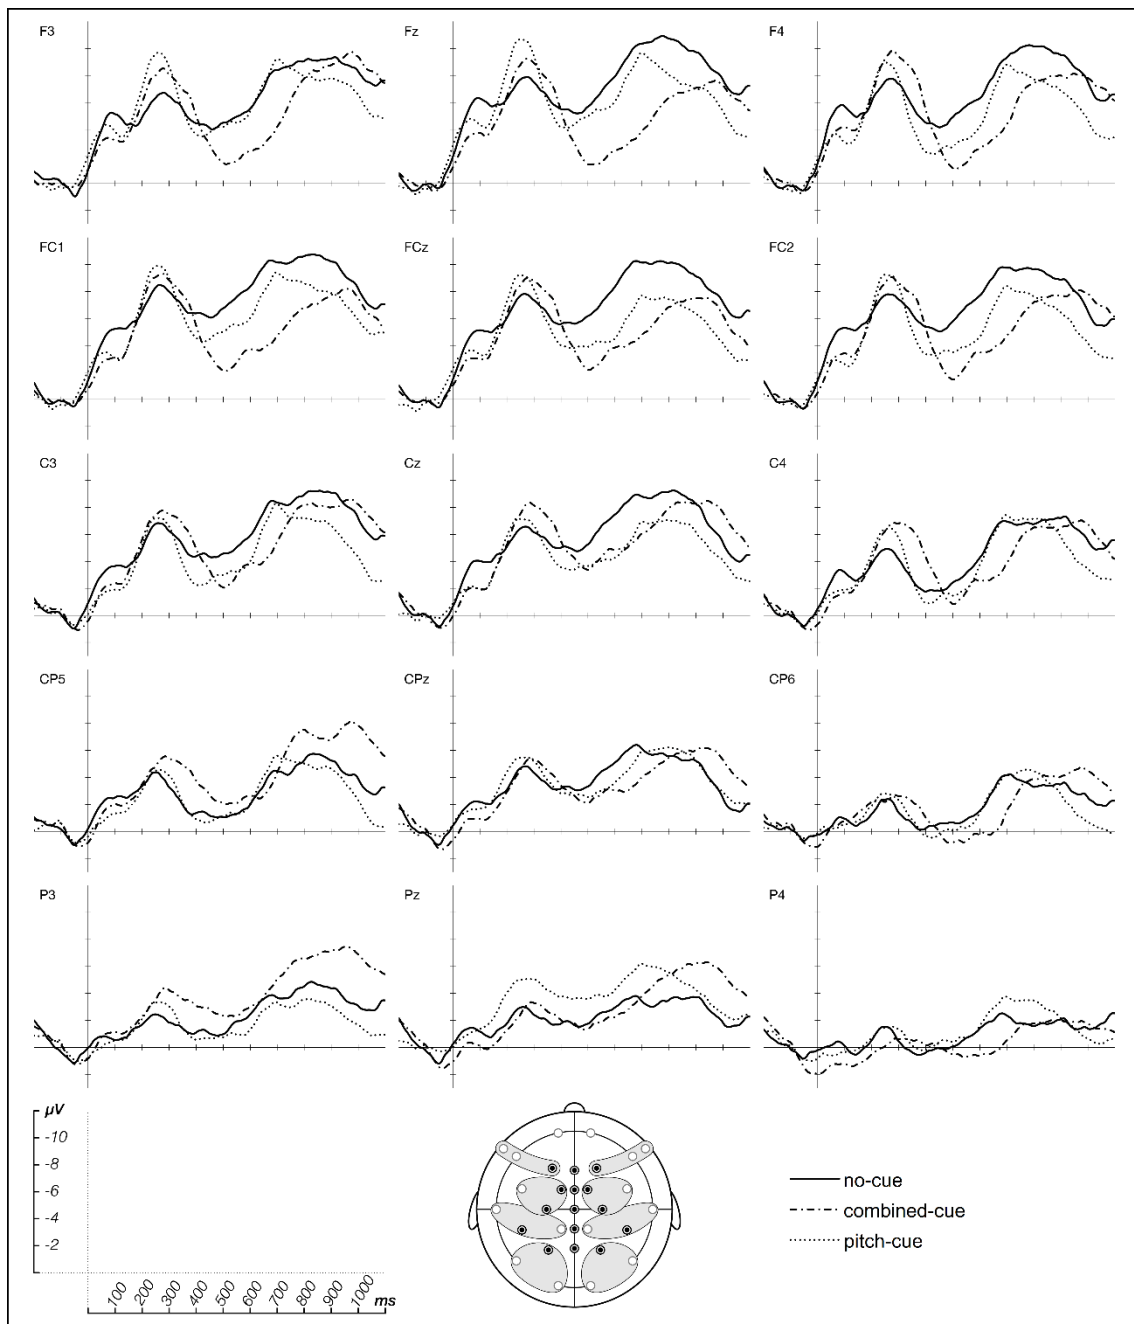 F3 Fz F4
FC1 FCz FC2
C3 Cz C4
CP5 CPz CP6
P3 Pz P4
µV
-10
-8
-6
-4
-2
100 200 300 400 500 600 700 800 900 1000 ms
no-cue
combined-cue
pitch-cue